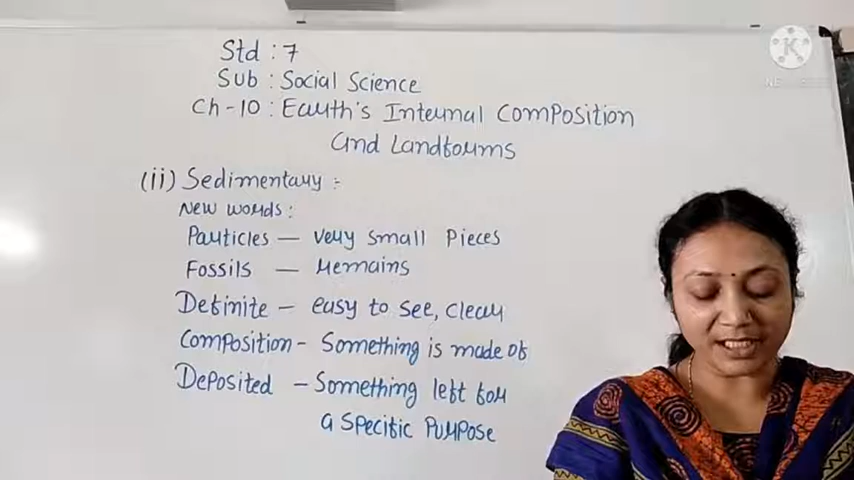 Std : 7
Sub : Social Science
Ch-10 : Earth's Internal Composition
and Landforms
(ii) Sedimentary :
New words :
Particles — very small Pieces
Fossils — remains
Definite — easy to see, clear
Composition - Something is made of
Deposited — Something left for
a Specific Purpose
K